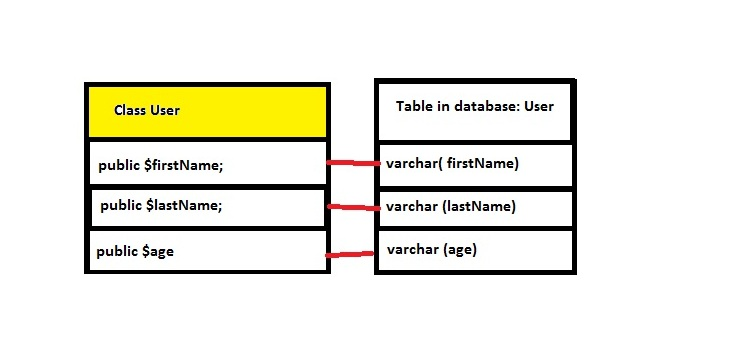 Class User
public $firstName;
public $lastName;
public $age
Table in database: User
varchar( firstName)
varchar (lastName)
varchar (age)